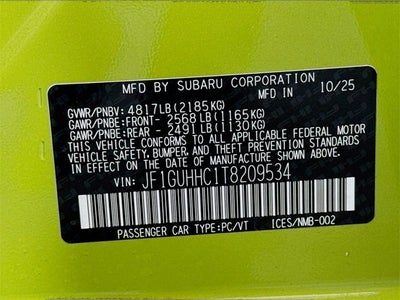 MFD BY SUBARU CORPORATION 10/25
GVWR/PNBV: 4817LB(2185KG)
GAWR/PNBE:FRONT- 2568LB(1165KG)
GAWR/PNBE:REAR - 2491LB(1130KG)
THIS VEHICLE CONFORMS TO ALL APPLICABLE FEDERAL MOTOR
VEHICLE SAFETY, BUMPER, AND THEFT PREVENTION STANDARDS
IN EFFECT ON THE DATE OF MANUFACTURE SHOWN ABOVE.
VIN: JF1GUHHC1T8209534
PASSENGER CAR TYPE:PC/VT ICES/NMB-002